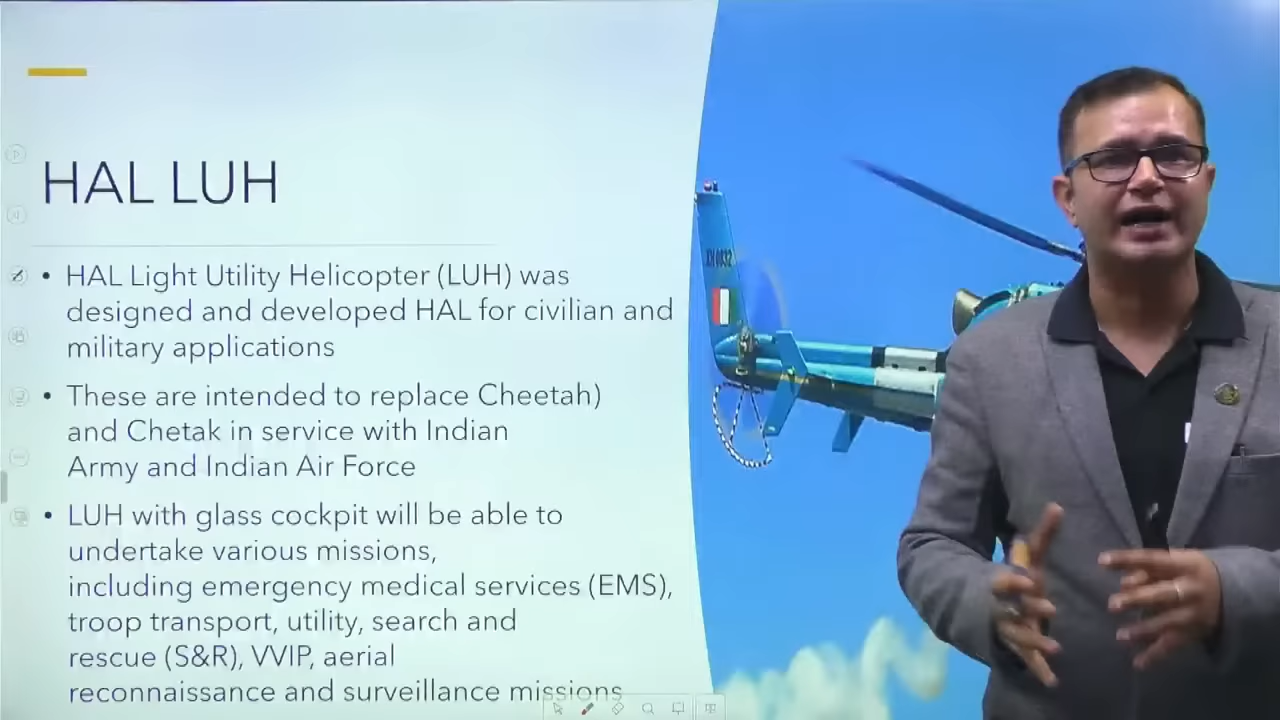 HAL LUH
• HAL Light Utility Helicopter (LUH) was
designed and developed HAL for civilian and
military applications
• These are intended to replace Cheetah)
and Chetak in service with Indian
Army and Indian Air Force
• LUH with glass cockpit will be able to
undertake various missions,
including emergency medical services (EMS),
troop transport, utility, search and
rescue (S&R), VVIP, aerial
reconnaissance and surveillance missions